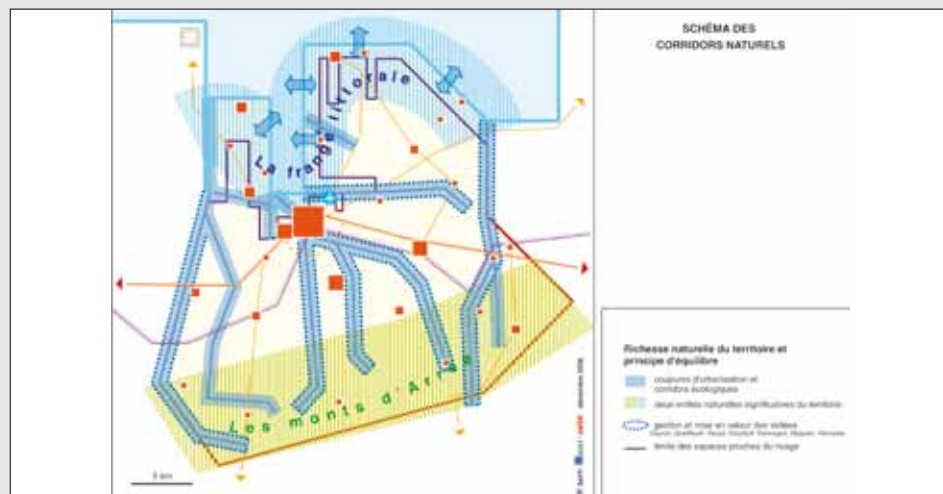 SCHÉMA DES
CORRIDORS NATURELS
La frange littorale
Les monts d'Arrée
5 km
Richesse naturelle du territoire et
principe d'équilibre
coupures d'urbanisation et
corridors écologiques
deux entités naturelles significatives du territoire
gestion et mise en valeur des vallées
limite des espaces proches du rivage
décembre 2006